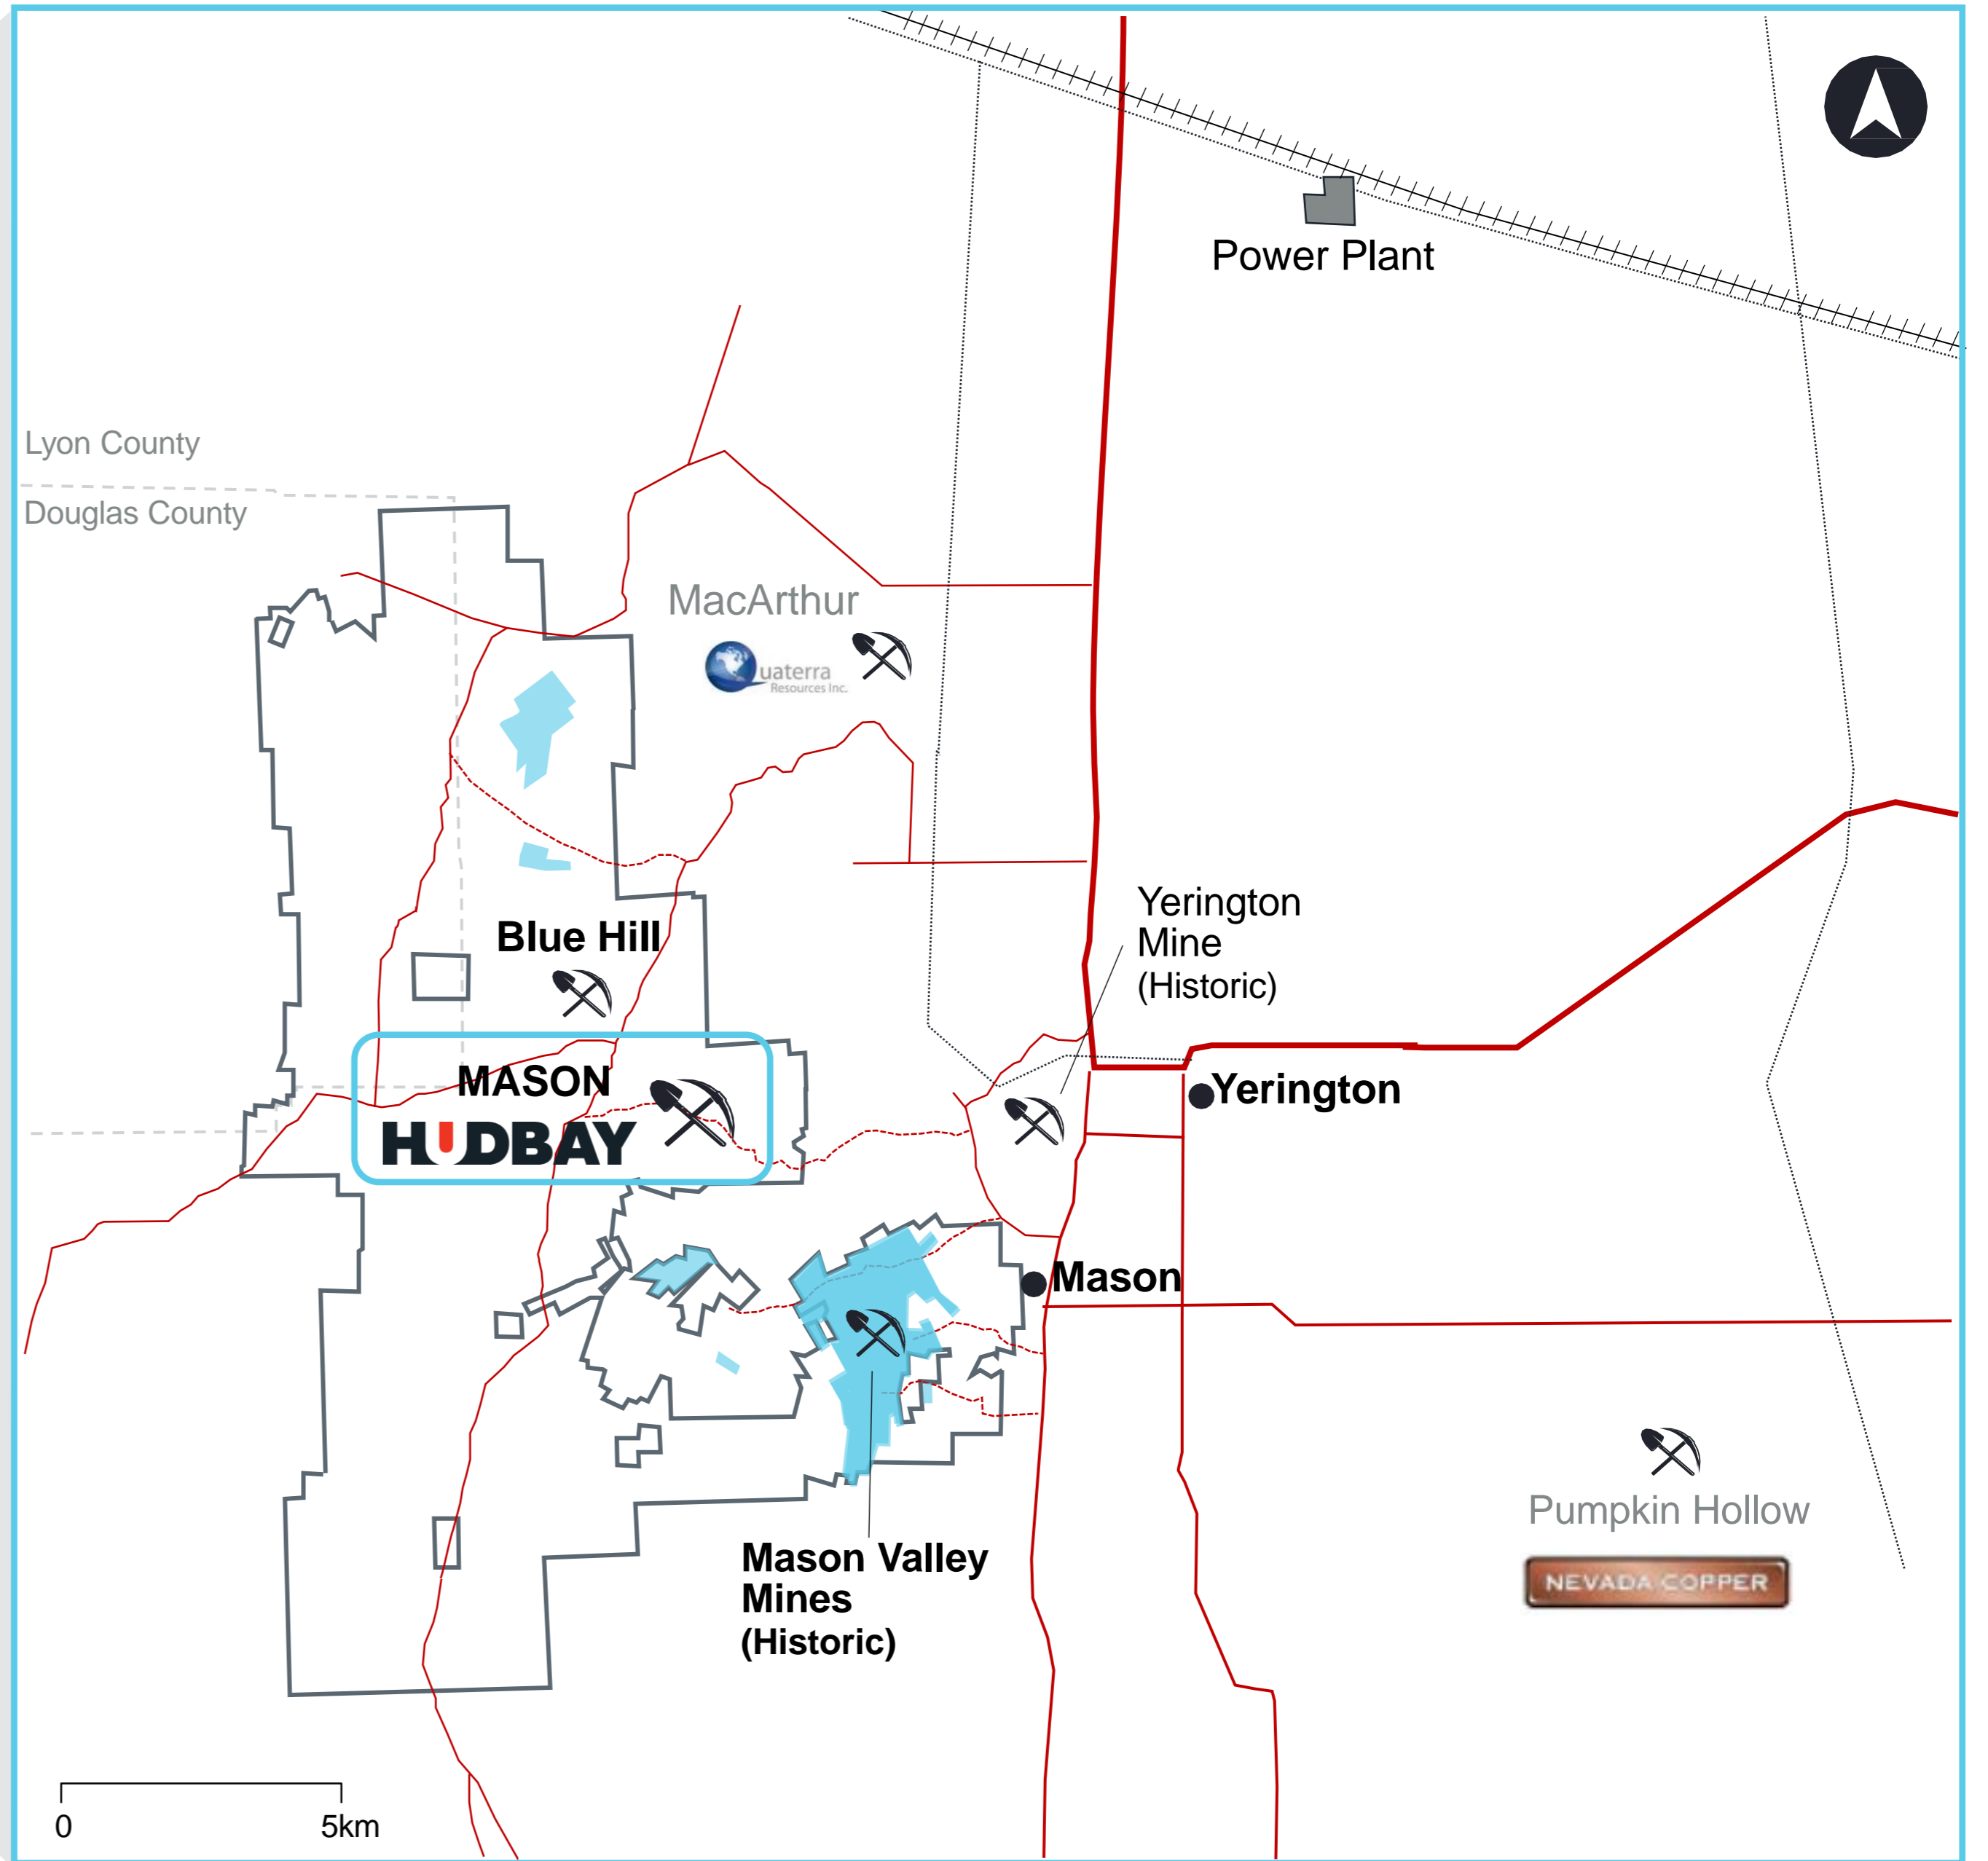 Power Plant
Lyon County
Douglas County
MacArthur
Quaterra
Resources Inc.
Yerington
Mine
(Historic)
Blue Hill
MASON
HUDBAY
Yerington
Mason
Pumpkin Hollow
NEVADA COPPER
Mason Valley
Mines
(Historic)
0 5km